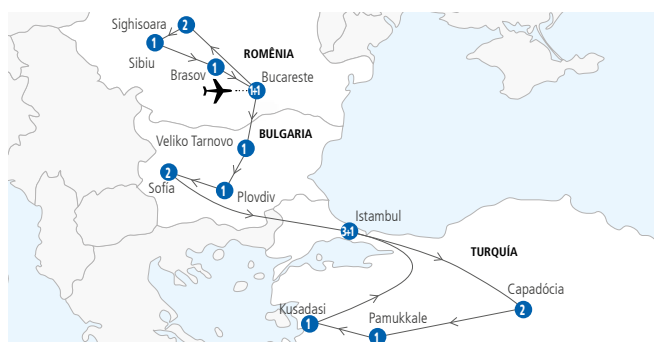 Sighisoara
2
1
Sibiu
ROMÊNIA
1
Brasov
Bucareste
1+1
BULGARIA
Veliko Tarnovo
1
2
Sofía
1
Plovdiv
Istambul
3+1
TURQUÍA
Capadócia
2
Kusadasi
1
Pamukkale
1